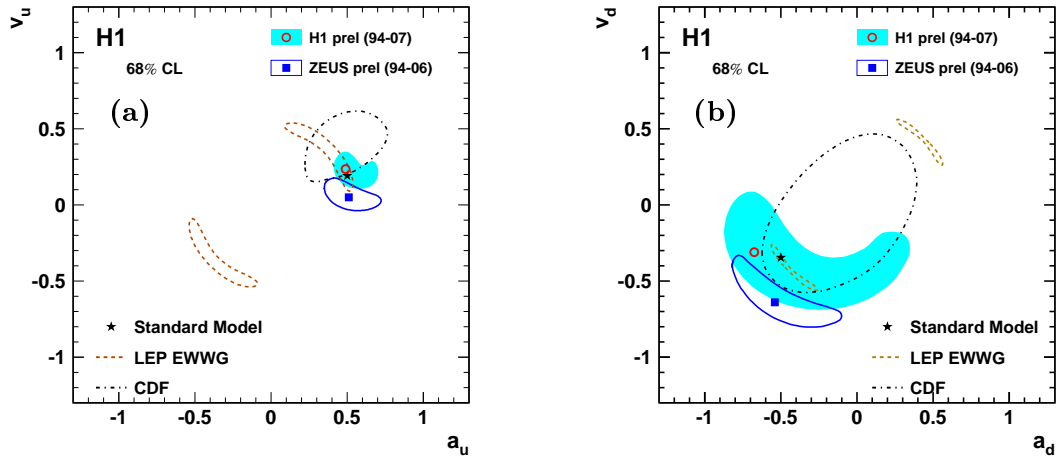 v_u
H1
H1 prel (94-07)
68% CL
ZEUS prel (94-06)
(a)
1
0.5
0
-0.5
-1
Standard Model
LEP EWWG
CDF
-1 -0.5 0 0.5 1
a_u
v_d
H1
H1 prel (94-07)
68% CL
ZEUS prel (94-06)
(b)
1
0.5
0
-0.5
-1
Standard Model
LEP EWWG
CDF
-1 -0.5 0 0.5 1
a_d